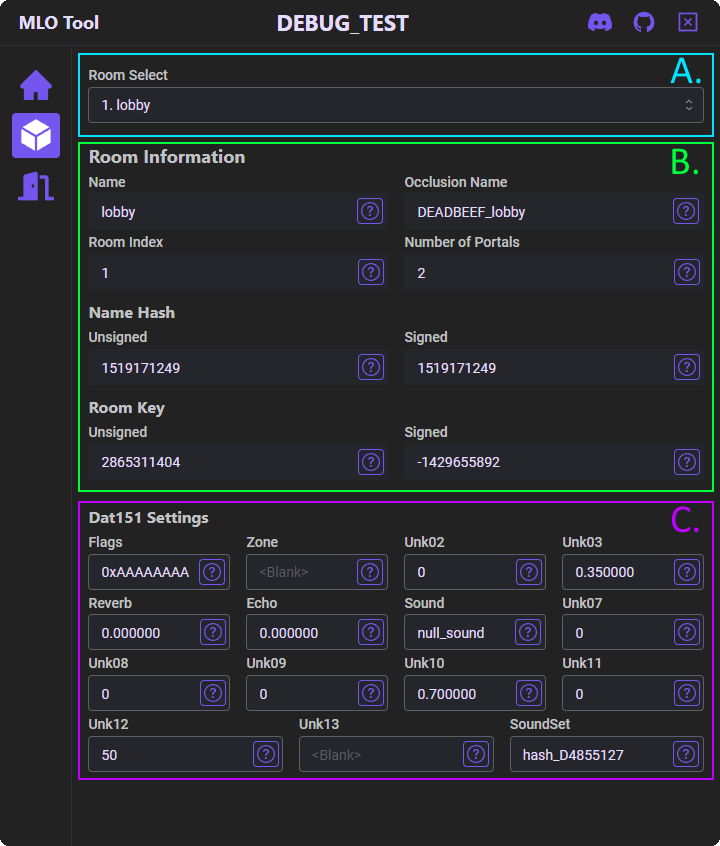 MLO Tool DEBUG_TEST
A.
Room Select
1. lobby
B.
Room Information
Name Occlusion Name
lobby DEADBEEF_lobby
Room Index Number of Portals
1 2
Name Hash
Unsigned Signed
1519171249 1519171249
Room Key
Unsigned Signed
2865311404 -1429655892
C.
Dat151 Settings
Flags Zone Unk02 Unk03
0xAAAAAAAA <Blank> 0 0.350000
Reverb Echo Sound Unk07
0.000000 0.000000 null_sound 0
Unk08 Unk09 Unk10 Unk11
0 0 0.700000 0
Unk12 Unk13 SoundSet
50 <Blank> hash_D4855127